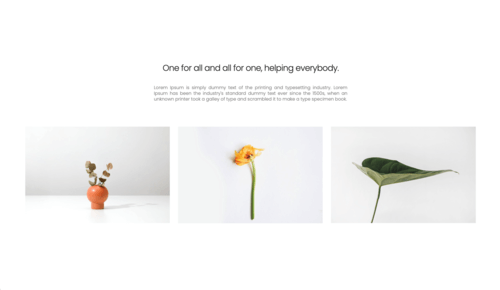 One for all and all for one, helping everybody.
Lorem Ipsum is simply dummy text of the printing and typesetting industry. Lorem
Ipsum has been the industry's standard dummy text ever since the 1500s, when an
unknown printer took a galley of type and scrambled it to make a type specimen book.